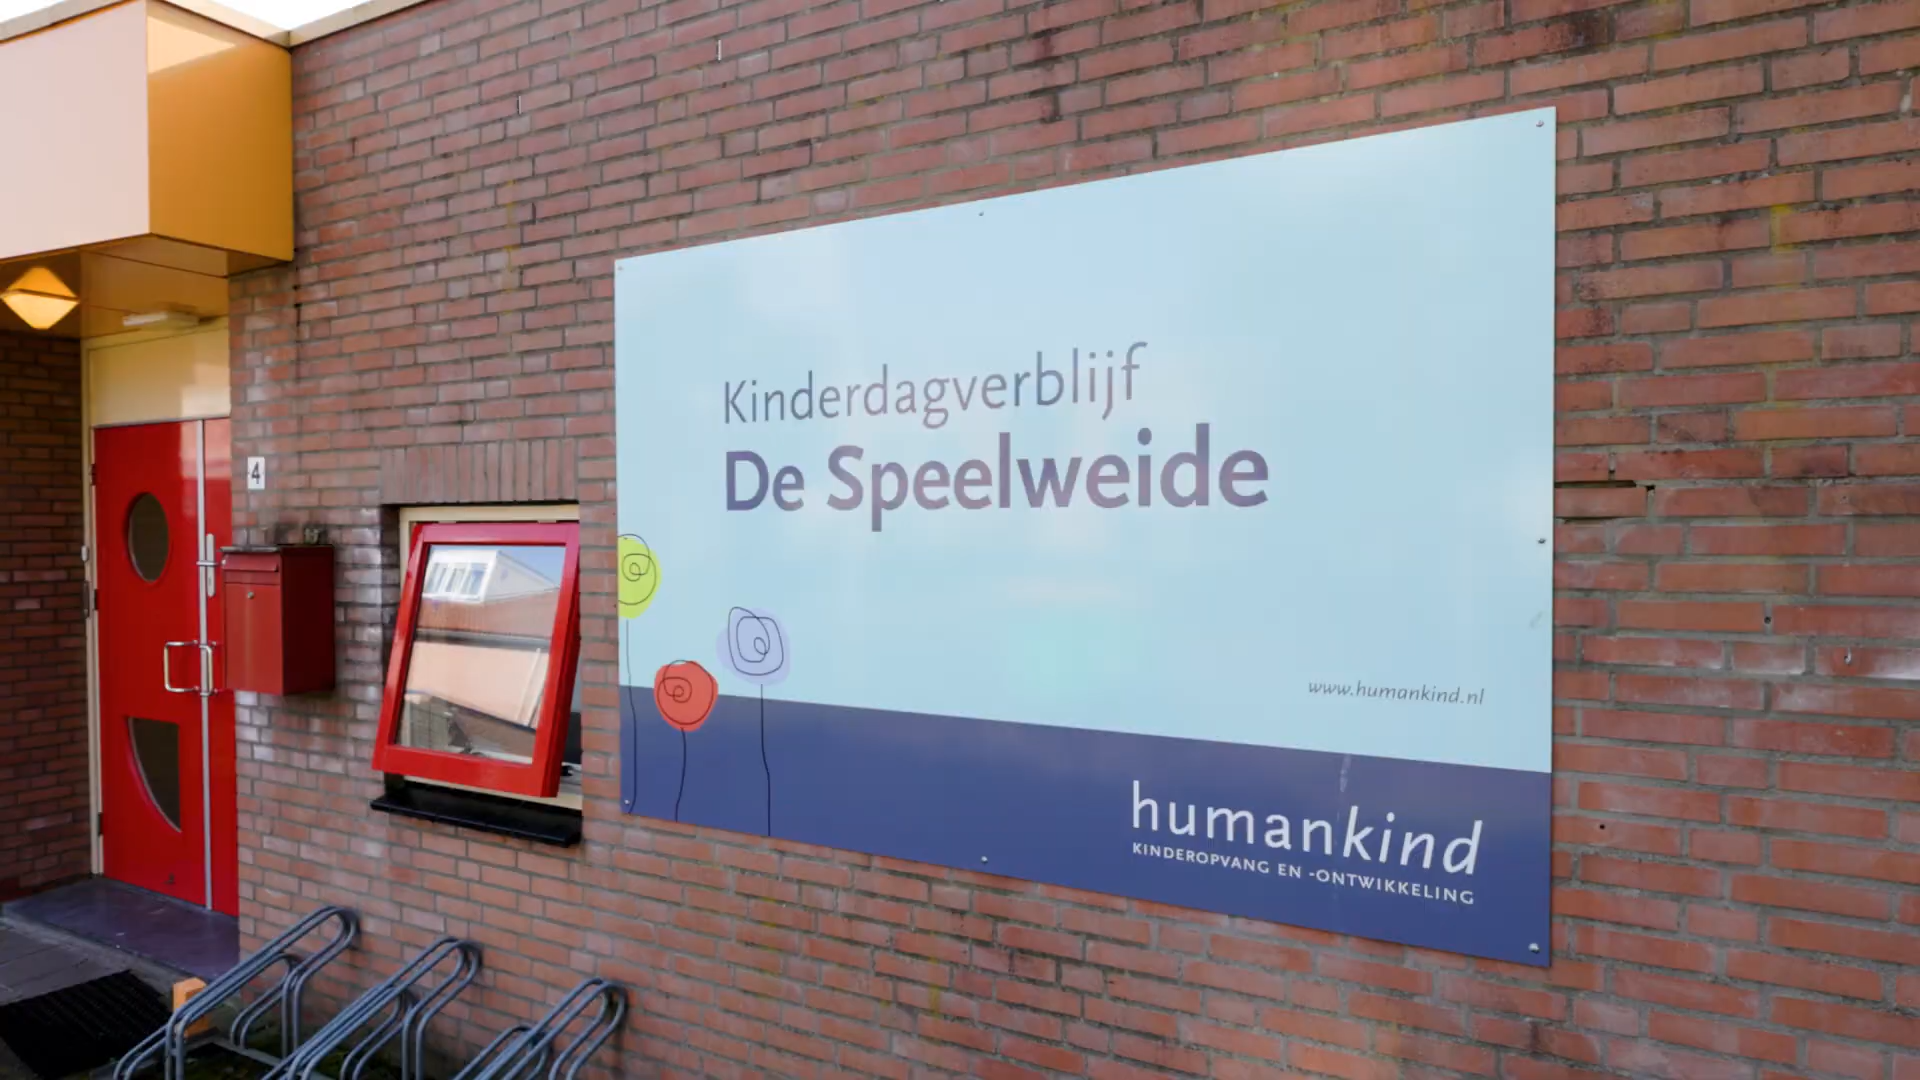 4
Kinderdagverblijf
De Speelweide
www.humankind.nl
humankind
KINDEROPVANG EN -ONTWIKKELING